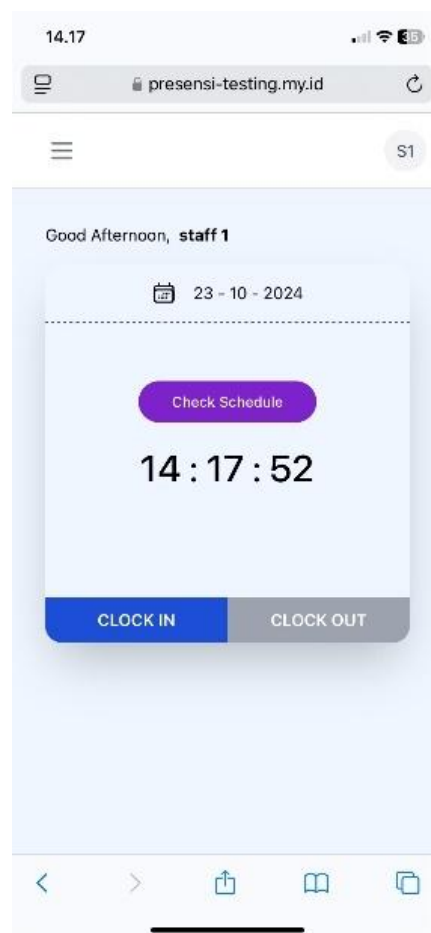 14.17
35
presensi-testing.my.id
S1
Good Afternoon, staff 1
23 - 10 - 2024
Check Schedule
14 : 17 : 52
CLOCK IN
CLOCK OUT